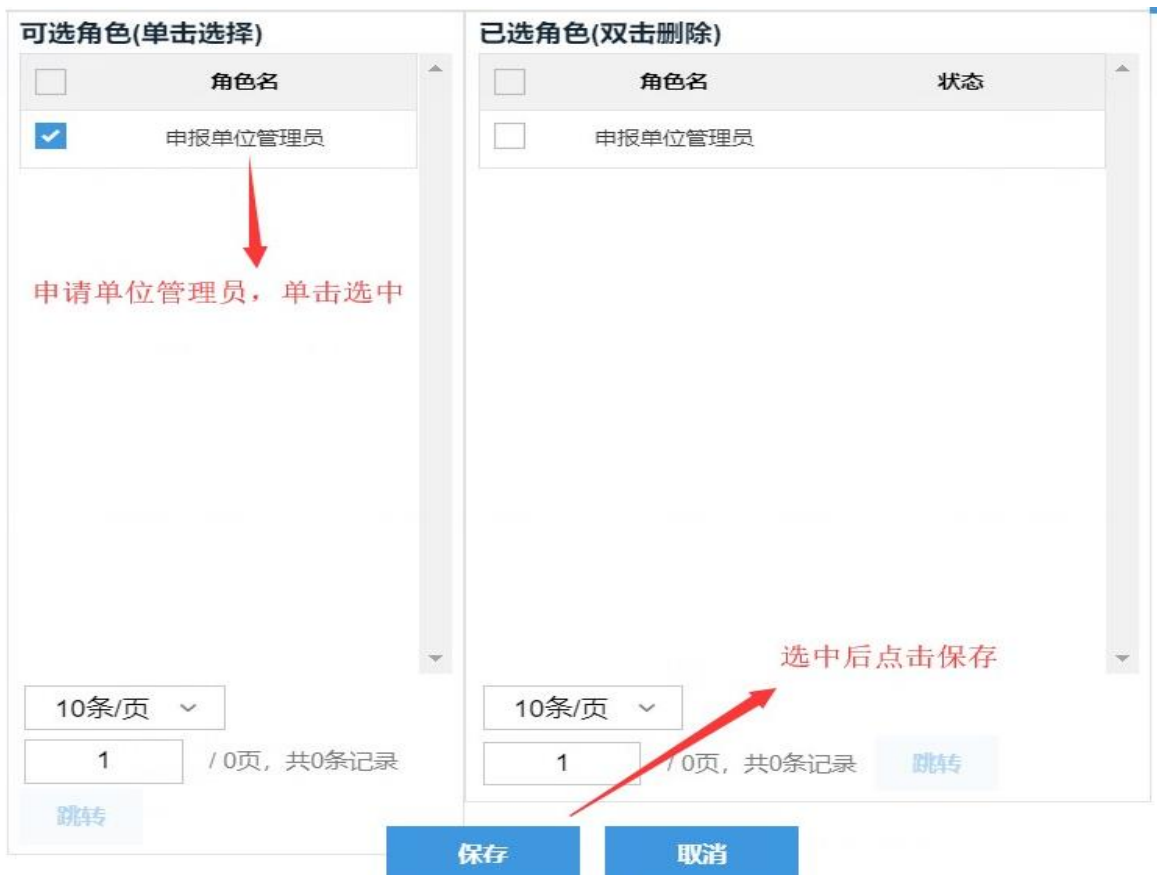 可选角色(单击选择)
角色名
申报单位管理员
申请单位管理员，单击选中
10条/页
1 / 0页，共0条记录
跳转
已选角色(双击删除)
角色名 状态
申报单位管理员
选中后点击保存
10条/页
1 / 0页，共0条记录 跳转
保存 取消